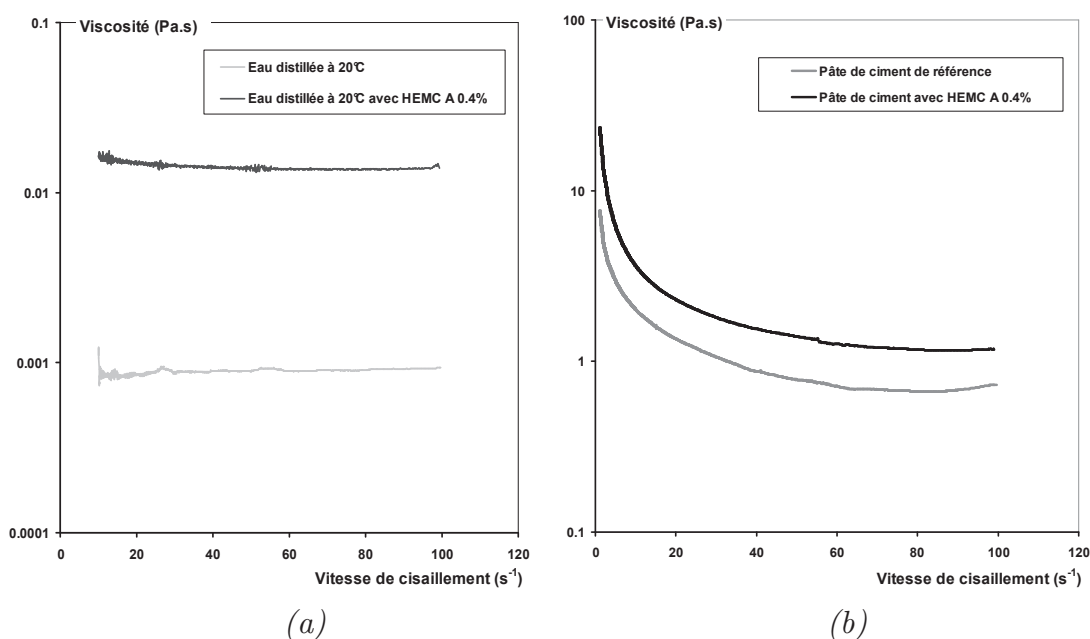 Viscosité (Pa.s)
0.1
0.01
0.001
0.0001
Eau distillée à 20°C
Eau distillée à 20°C avec HEMC A 0.4%
0 20 40 60 80 100 120
Vitesse de cisaillement (s⁻¹)
(a)
Viscosité (Pa.s)
100
10
1
0.1
Pâte de ciment de référence
Pâte de ciment avec HEMC A 0.4%
0 20 40 60 80 100 120
Vitesse de cisaillement (s⁻¹)
(b)